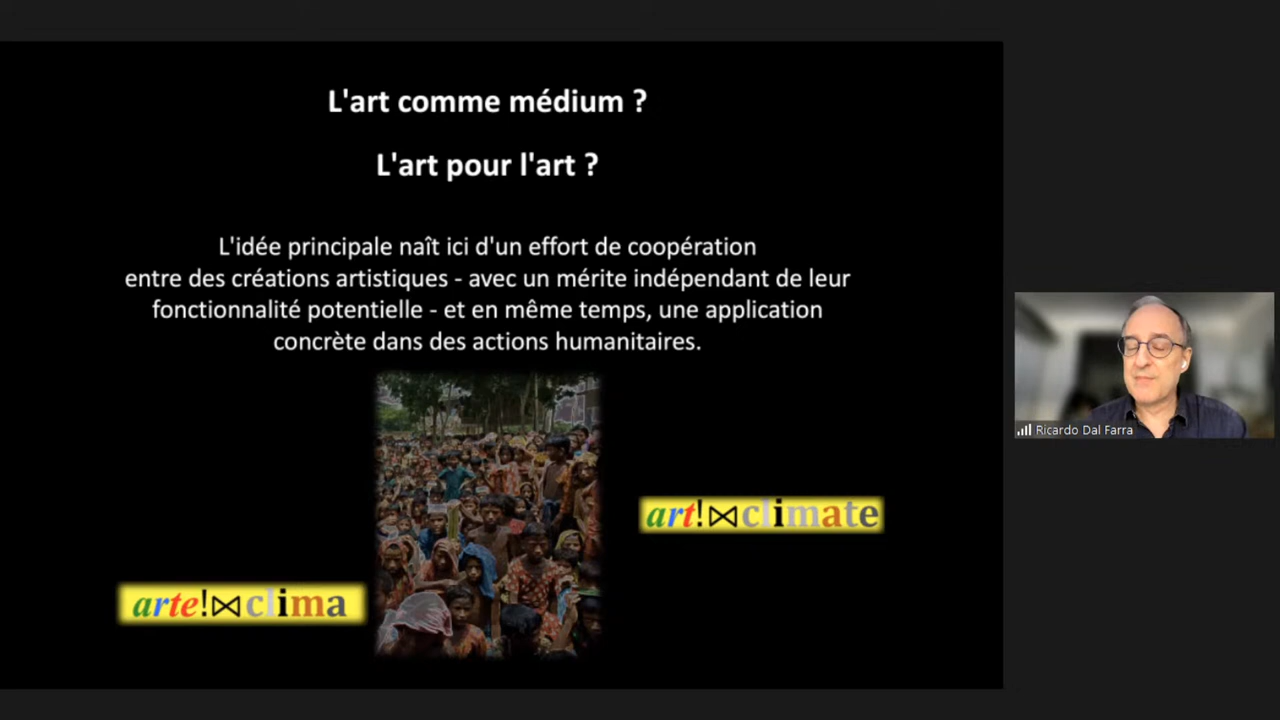 L'art comme médium ?
L'art pour l'art ?
L'idée principale naît ici d'un effort de coopération
entre des créations artistiques - avec un mérite indépendant de leur
fonctionnalité potentielle - et en même temps, une application
concrète dans des actions humanitaires.
art!⋈climate
arte!⋈clima
Ricardo Dal Farra